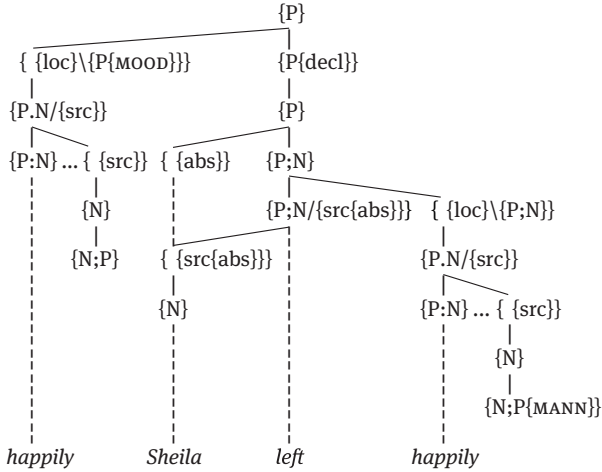 {P}
{ {loc}\{P{MOOD}}} {P{decl}}
{P.N/{src}} {P}
{P:N} ... { {src}} { {abs}} {P;N}
{N} {P;N/{src{abs}}} { {loc}\{P;N}}
{N;P} { {src{abs}}} {P.N/{src}}
{N} {P:N} ... { {src}}
{N}
{N;P{MANN}}
happily Sheila left happily